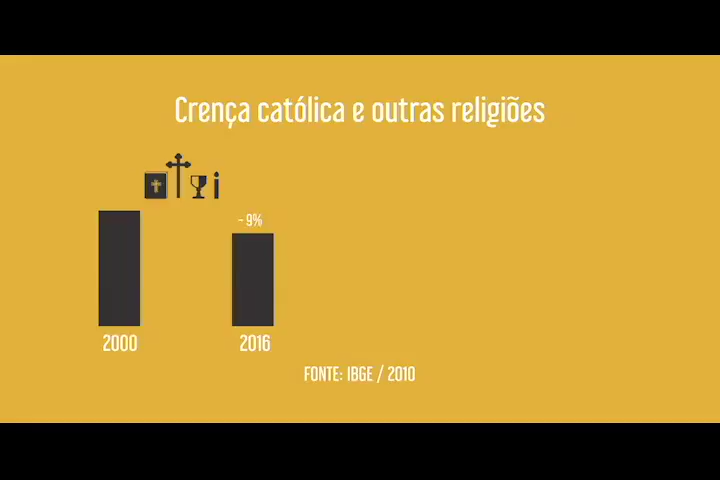 Crença católica e outras religiões
- 9%
2000
2016
FONTE: IBGE / 2010